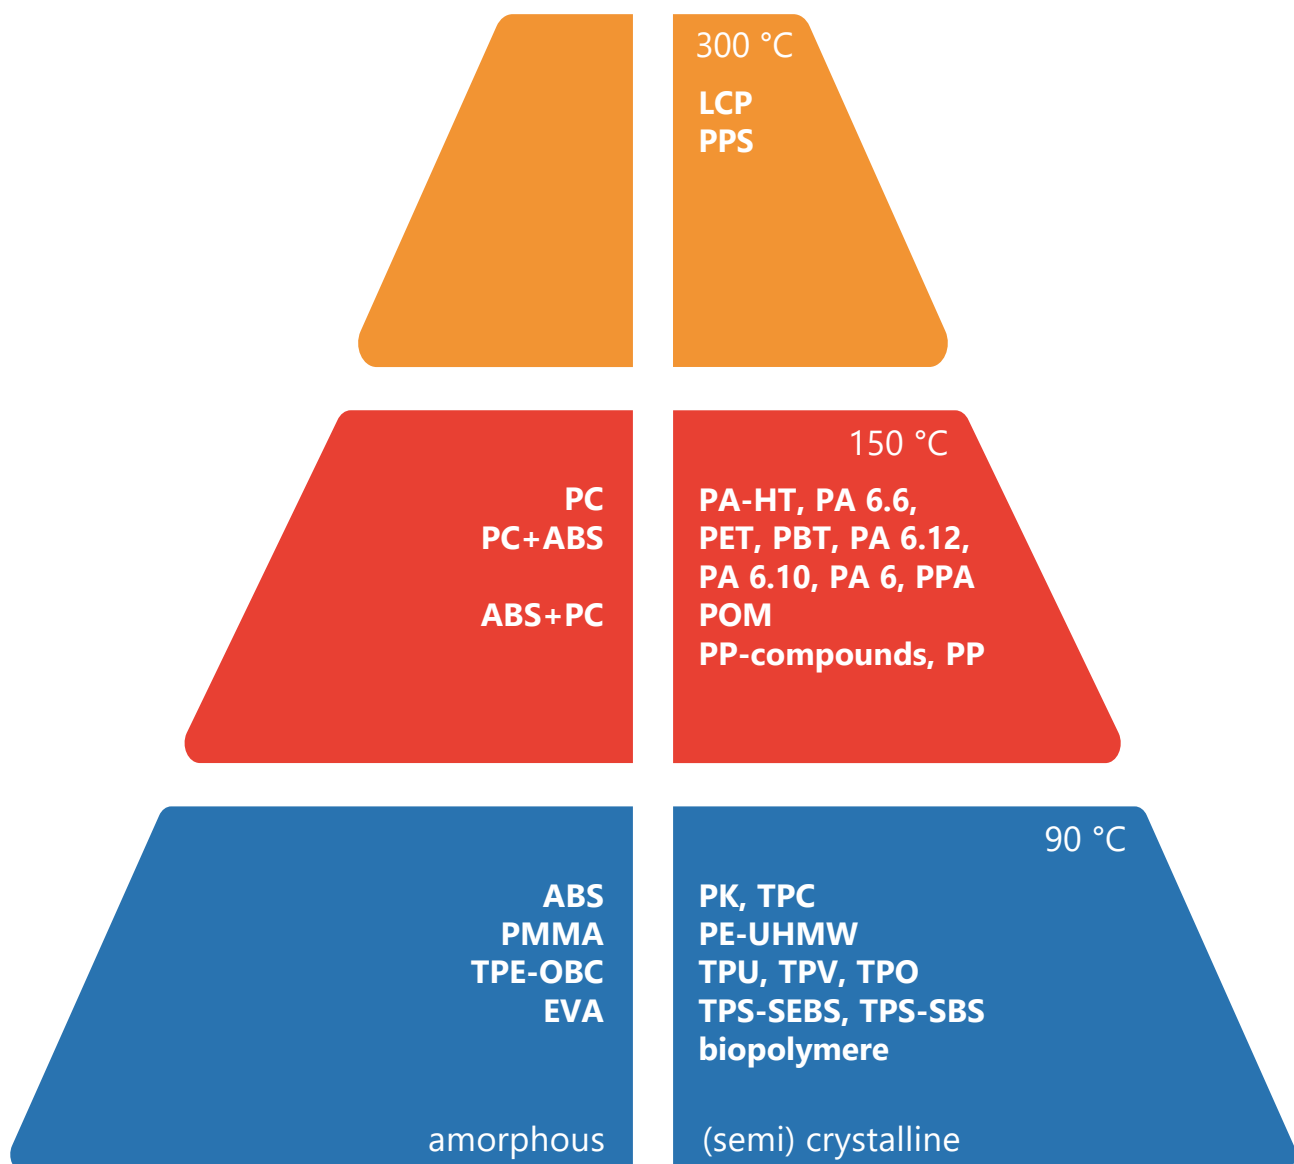 300 °C
LCP
PPS
150 °C
PC
PC+ABS
ABS+PC
PA-HT, PA 6.6,
PET, PBT, PA 6.12,
PA 6.10, PA 6, PPA
POM
PP-compounds, PP
90 °C
ABS
PMMA
TPE-OBC
EVA
PK, TPC
PE-UHMW
TPU, TPV, TPO
TPS-SEBS, TPS-SBS
biopolymere
amorphous
(semi) crystalline